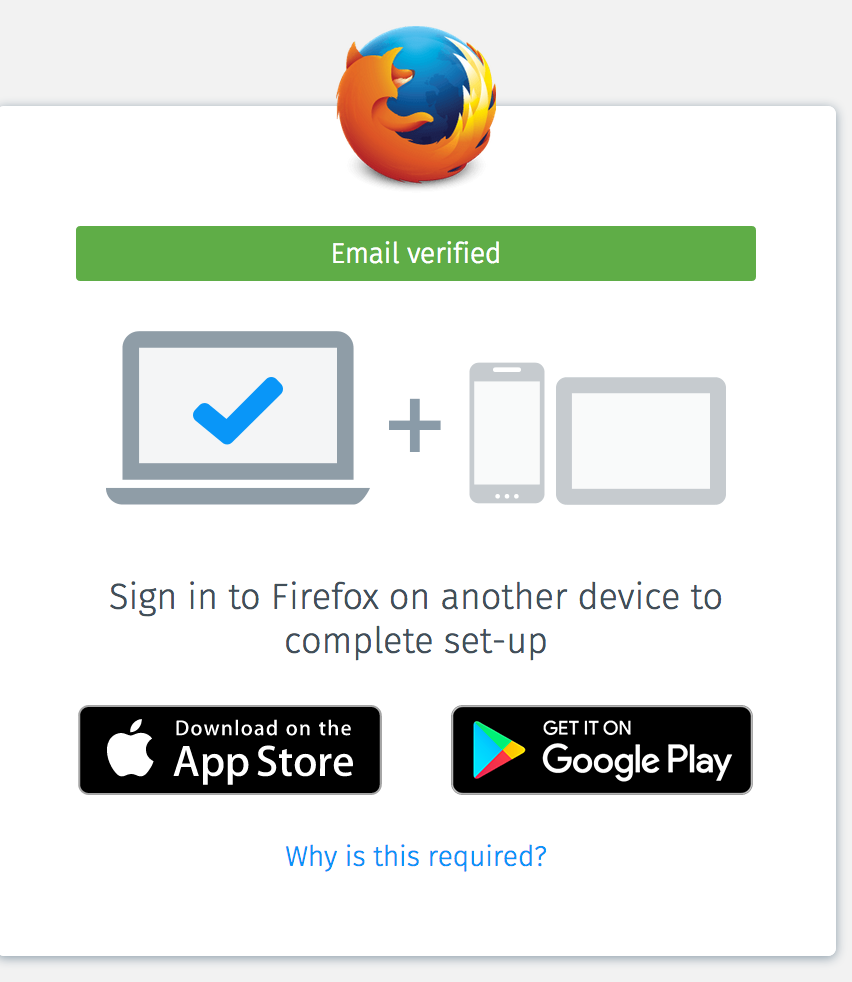 Email verified
Sign in to Firefox on another device to
complete set-up
Download on the
App Store
GET IT ON
Google Play
Why is this required?